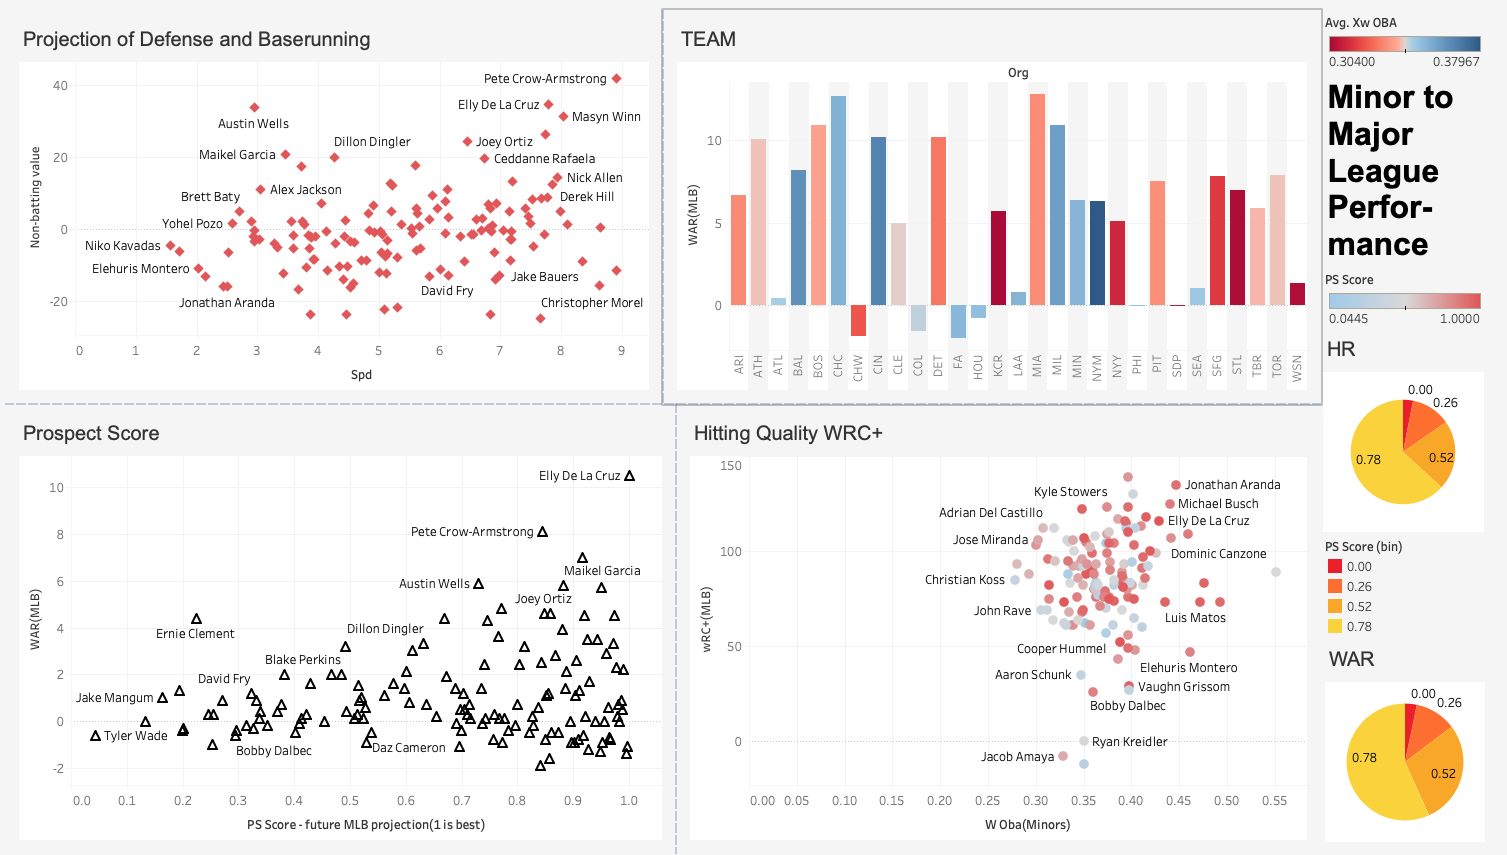 Projection of Defense and Baserunning
Non-batting value
40
20
0
-20
Pete Crow-Armstrong
Elly De La Cruz
Masyn Winn
Austin Wells
Dillon Dingler
Joey Ortiz
Maikel Garcia
Ceddanne Rafaela
Nick Allen
Brett Baty
Alex Jackson
Derek Hill
Yohel Pozo
Niko Kavadas
Elehuris Montero
Jake Bauers
David Fry
Jonathan Aranda
Christopher Morel
0 1 2 3 4 5 6 7 8 9
Spd
TEAM
Org
WAR(MLB)
10
5
0
ARI ATH ATL BAL BOS CHC CHW CIN CLE COL DET FA HOU KCR LAA MIA MIL MIN NYM NYY PHI PIT SDP SEA SFG STL TBR TOR WSN
Avg. Xw OBA
0.30400 0.37967
Minor to
Major
League
Perfor-
mance
PS Score
0.0445 1.0000
HR
0.00
0.26
0.52
0.78
PS Score (bin)
0.00
0.26
0.52
0.78
WAR
0.00
0.26
0.52
0.78
Prospect Score
WAR(MLB)
10
8
6
4
2
0
-2
Elly De La Cruz
Pete Crow-Armstrong
Maikel Garcia
Austin Wells
Joey Ortiz
Ernie Clement
Dillon Dingler
Blake Perkins
David Fry
Jake Mangum
Tyler Wade
Bobby Dalbec
Daz Cameron
0.0 0.1 0.2 0.3 0.4 0.5 0.6 0.7 0.8 0.9 1.0
PS Score - future MLB projection(1 is best)
Hitting Quality WRC+
wRC+(MLB)
150
100
50
0
Kyle Stowers
Jonathan Aranda
Michael Busch
Adrian Del Castillo
Elly De La Cruz
Jose Miranda
Dominic Canzone
Christian Koss
John Rave
Luis Matos
Cooper Hummel
Elehuris Montero
Aaron Schunk
Vaughn Grissom
Bobby Dalbec
Ryan Kreidler
Jacob Amaya
0.00 0.05 0.10 0.15 0.20 0.25 0.30 0.35 0.40 0.45 0.50 0.55
W Oba(Minors)